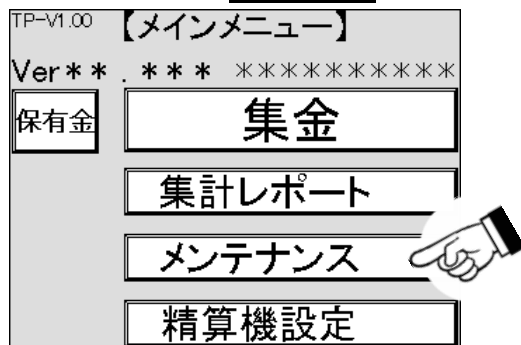 TP-V1.00 【メインメニュー】
Ver**.*** **********
保有金 集金
集計レポート
メンテナンス
精算機設定